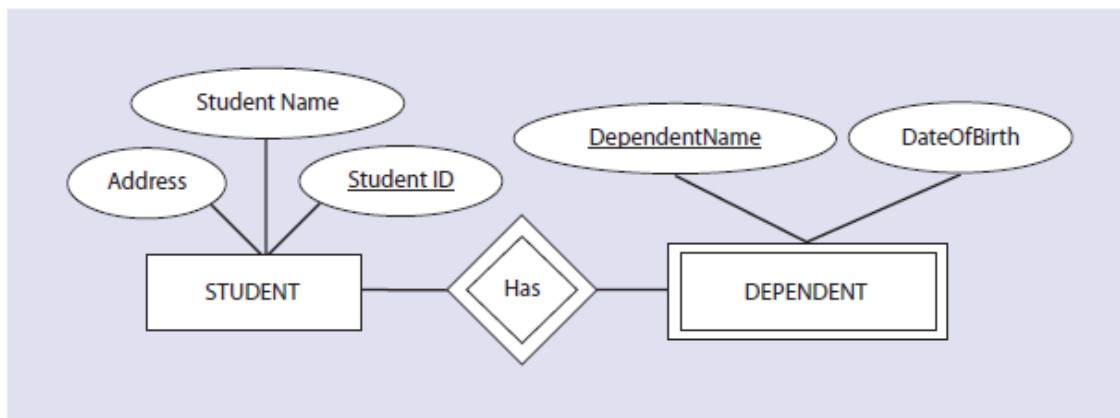 Student Name
DependentName
DateOfBirth
Address
Student ID
STUDENT
Has
DEPENDENT